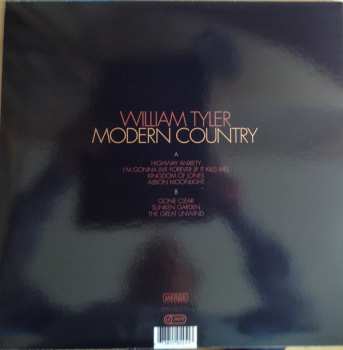 WILLIAM TYLER
MODERN COUNTRY
A
HIGHWAY ANXIETY
I'M GONNA LIVE FOREVER (IF IT KILLS ME)
KINGDOM OF JONES
ALBION MOONLIGHT
B
GONE CLEAR
SUNKEN GARDEN
THE GREAT UNWIND
MERGE